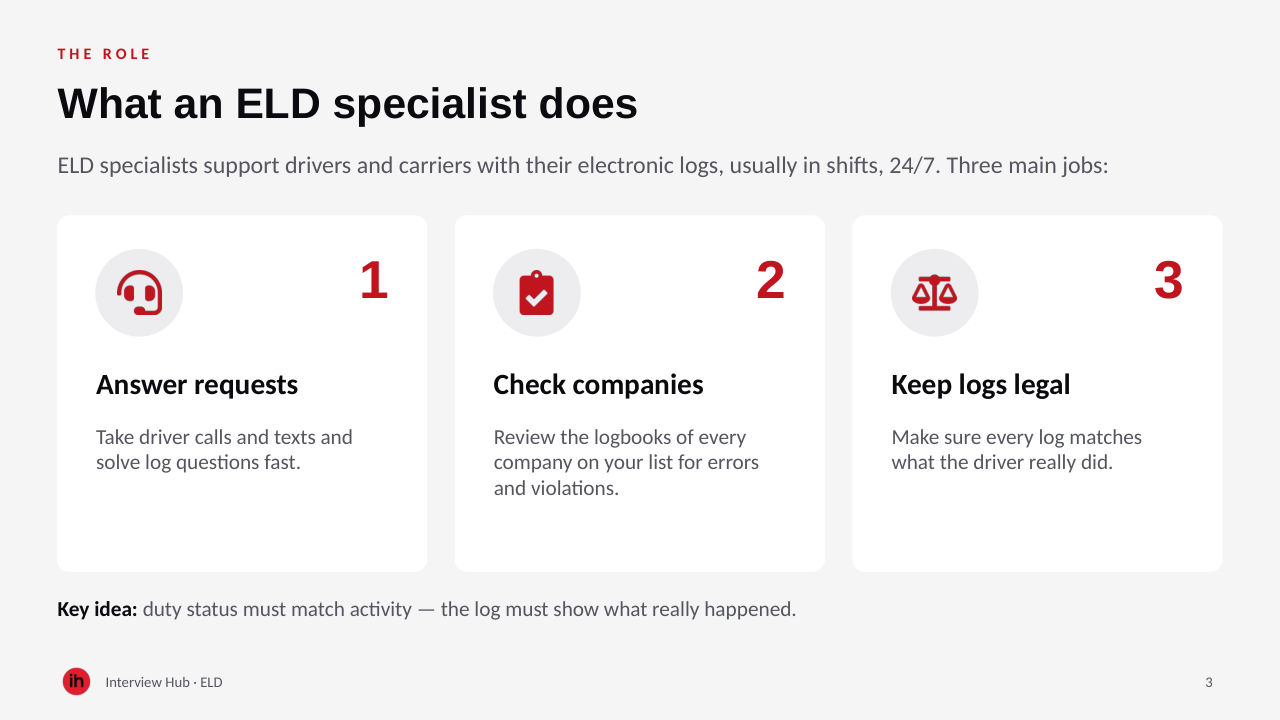 THE ROLE
What an ELD specialist does
ELD specialists support drivers and carriers with their electronic logs, usually in shifts, 24/7. Three main jobs:
1
Answer requests
Take driver calls and texts and
solve log questions fast.
2
Check companies
Review the logbooks of every
company on your list for errors
and violations.
3
Keep logs legal
Make sure every log matches
what the driver really did.
Key idea: duty status must match activity — the log must show what really happened.
ih
Interview Hub · ELD
3